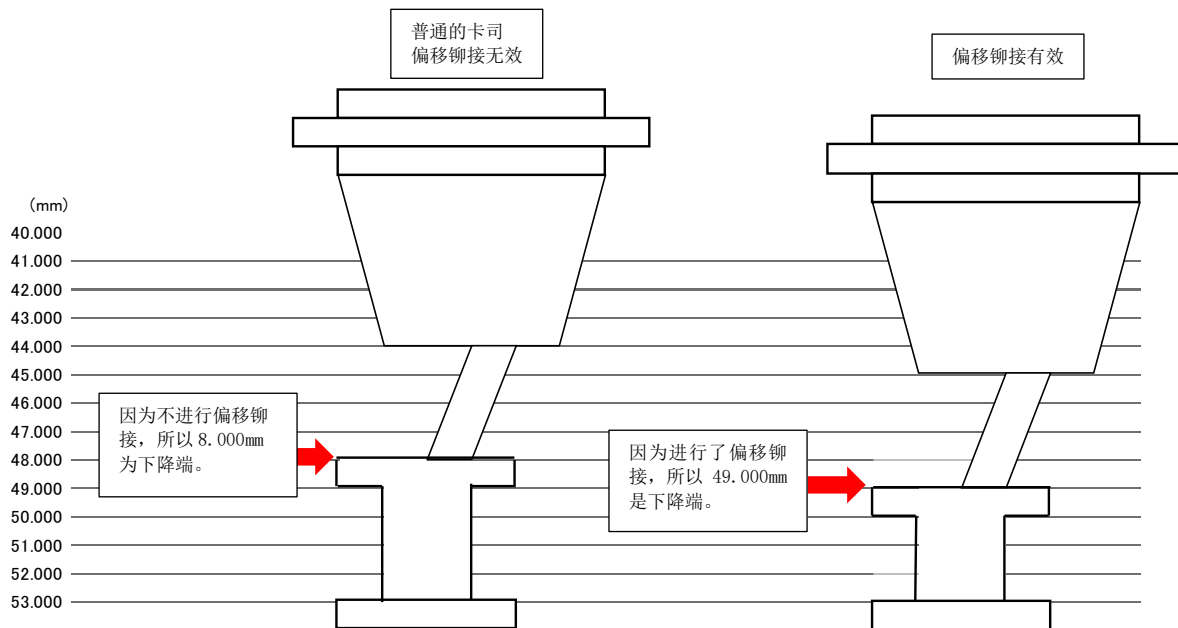 普通的卡司
偏移铆接无效
偏移铆接有效
(mm)
40.000
41.000
42.000
43.000
44.000
45.000
46.000
47.000
48.000
49.000
50.000
51.000
52.000
53.000
因为不进行偏移铆
接，所以 8.000mm
为下降端。
因为进行了偏移铆
接，所以 49.000mm
是下降端。